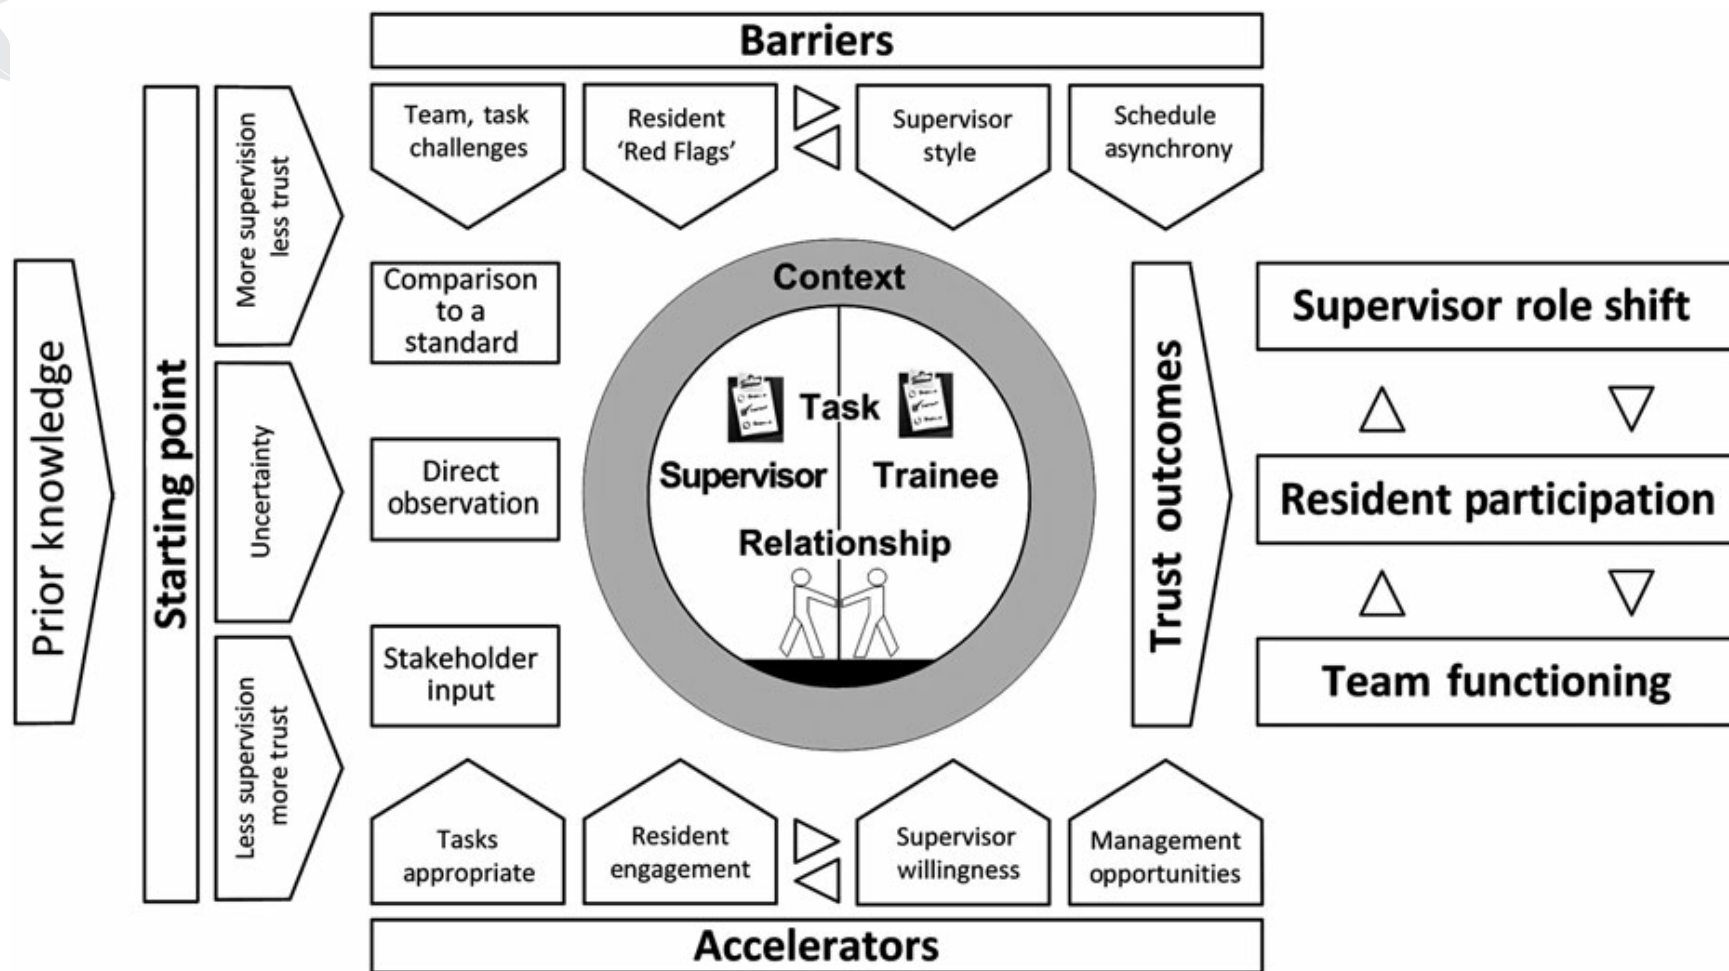 Barriers
Team, task
challenges
Resident
‘Red Flags’
Supervisor
style
Schedule
asynchrony
Prior knowledge
Starting point
More supervision
less trust
Uncertainty
Less supervision
more trust
Comparison
to a
standard
Direct
observation
Stakeholder
input
Context
Task
Supervisor
Trainee
Relationship
Trust outcomes
Supervisor role shift
Resident participation
Team functioning
Tasks
appropriate
Resident
engagement
Supervisor
willingness
Management
opportunities
Accelerators